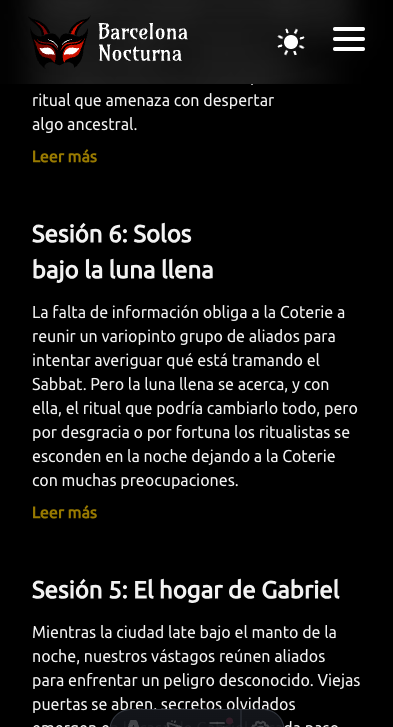 Barcelona
Nocturna
ritual que amenaza con despertar
algo ancestral.
Leer más
Sesión 6: Solos
bajo la luna llena
La falta de información obliga a la Coterie a
reunir un variopinto grupo de aliados para
intentar averiguar qué está tramando el
Sabbat. Pero la luna llena se acerca, y con
ella, el ritual que podría cambiarlo todo, pero
por desgracia o por fortuna los ritualistas se
esconden en la noche dejando a la Coterie
con muchas preocupaciones.
Leer más
Sesión 5: El hogar de Gabriel
Mientras la ciudad late bajo el manto de la
noche, nuestros vástagos reúnen aliados
para enfrentar un peligro desconocido. Viejas
puertas se abren, secretos olvidados